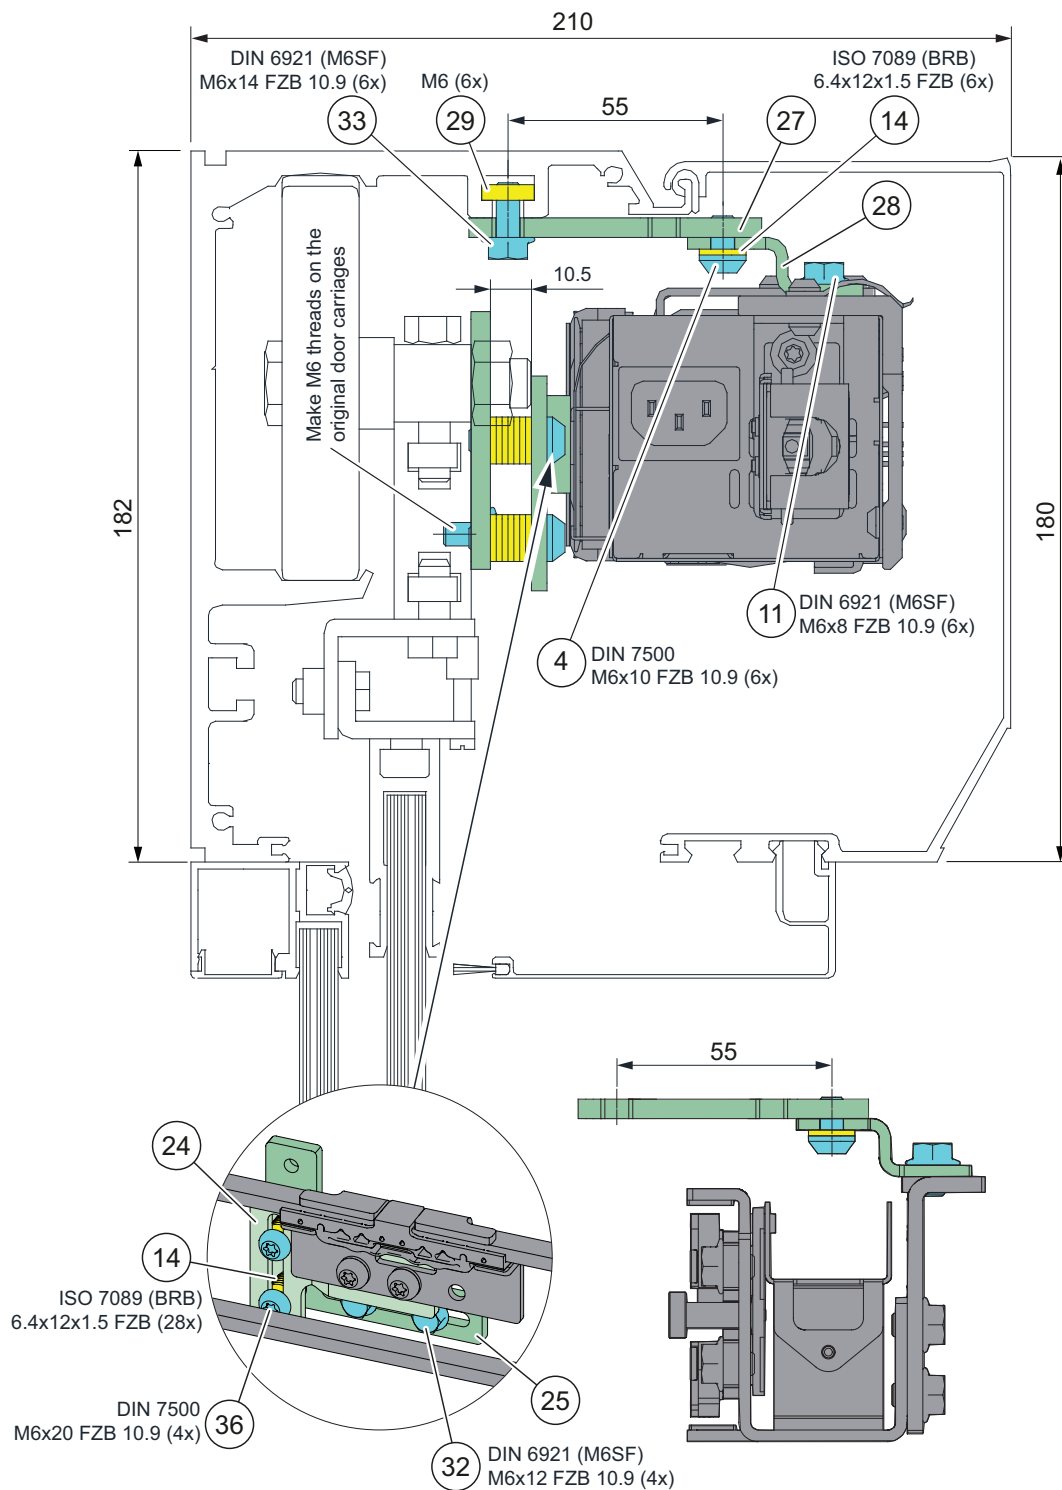 210
DIN 6921 (M6SF)
M6x14 FZB 10.9 (6x)
33
M6 (6x)
29
55
ISO 7089 (BRB)
6.4x12x1.5 FZB (6x)
27
14
28
10.5
Make M6 threads on the
original door carriages
182
180
11
DIN 6921 (M6SF)
M6x8 FZB 10.9 (6x)
4
DIN 7500
M6x10 FZB 10.9 (6x)
55
24
14
ISO 7089 (BRB)
6.4x12x1.5 FZB (28x)
25
DIN 7500
M6x20 FZB 10.9 (4x)
36
32
DIN 6921 (M6SF)
M6x12 FZB 10.9 (4x)